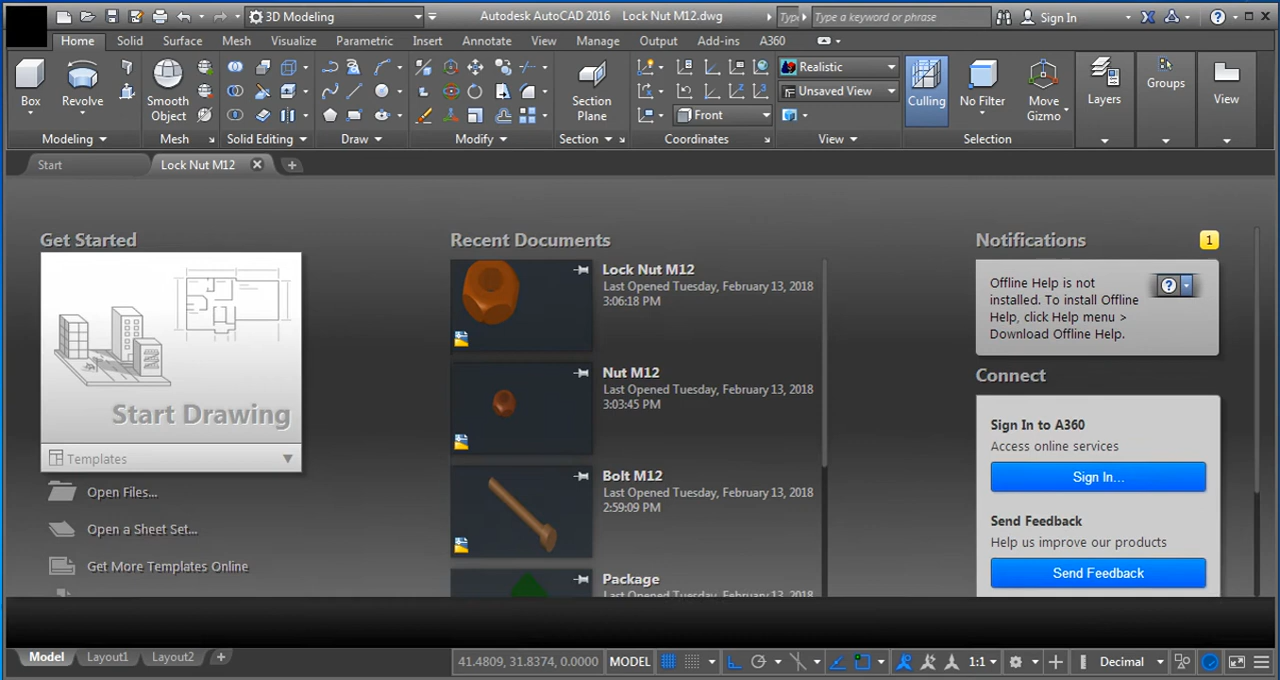 3D Modeling Autodesk AutoCAD 2016 Lock Nut M12.dwg Type a keyword or phrase Sign In
Home Solid Surface Mesh Visualize Parametric Insert Annotate View Manage Output Add-ins A360
Box Revolve Smooth Object Section Plane Realistic Unsaved View Front Culling No Filter Move Gizmo Layers Groups View
Modeling Mesh Solid Editing Draw Modify Section Coordinates View Selection
Start Lock Nut M12
Get Started
Start Drawing
Templates
Open Files...
Open a Sheet Set...
Get More Templates Online
Recent Documents
Lock Nut M12
Last Opened Tuesday, February 13, 2018
3:06:18 PM
Nut M12
Last Opened Tuesday, February 13, 2018
3:03:45 PM
Bolt M12
Last Opened Tuesday, February 13, 2018
2:59:09 PM
Package
Last Opened Tuesday, February 13, 2018
Notifications 1
Offline Help is not
installed. To install Offline
Help, click Help menu >
Download Offline Help.
Connect
Sign In to A360
Access online services
Sign In...
Send Feedback
Help us improve our products
Send Feedback
Model Layout1 Layout2 +
41.4809, 31.8374, 0.0000 MODEL 1:1 Decimal